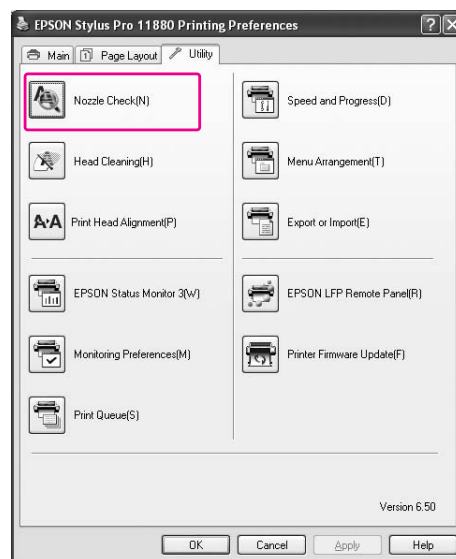 EPSON Stylus Pro 11880 Printing Preferences
Main Page Layout Utility
Nozzle Check(N)
Speed and Progress(D)
Head Cleaning(H)
Menu Arrangement(T)
A A Print Head Alignment(P)
Export or Import(E)
EPSON Status Monitor 3(W)
EPSON LFP Remote Panel(R)
Monitoring Preferences(M)
Printer Firmware Update(F)
Print Queue(S)
Version 6.50
OK Cancel Apply Help